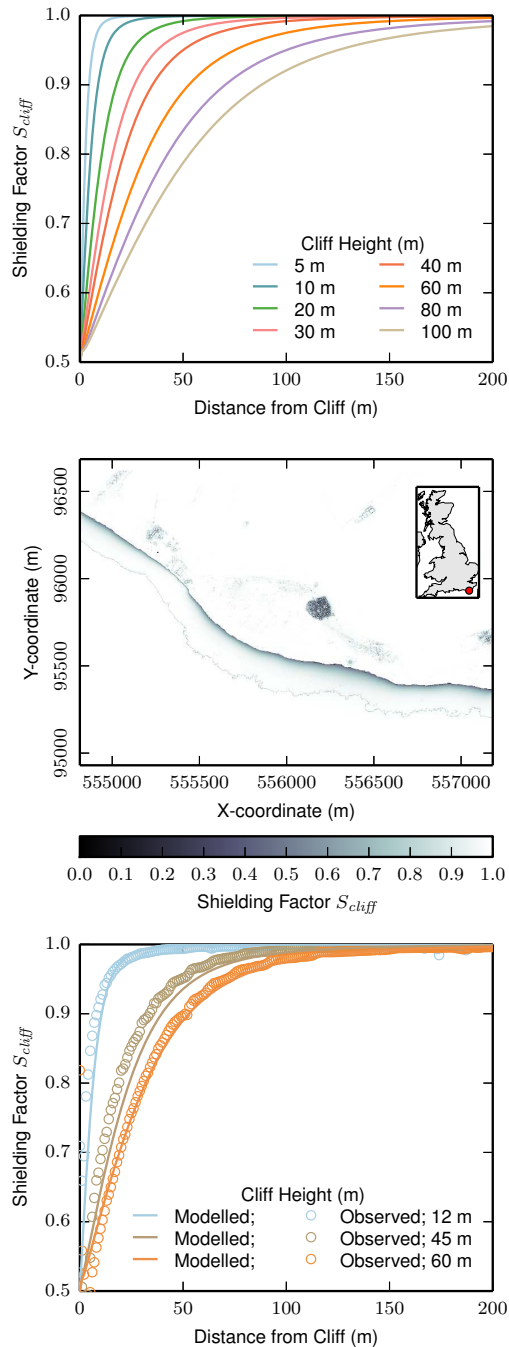 1.0
0.9
0.8
0.7
0.6
0.5
Shielding Factor S_cliff
Cliff Height (m)
5 m 40 m
10 m 60 m
20 m 80 m
30 m 100 m
0 50 100 150 200
Distance from Cliff (m)
96500
96000
95500
95000
Y-coordinate (m)
555000 555500 556000 556500 557000
X-coordinate (m)
0.0 0.1 0.2 0.3 0.4 0.5 0.6 0.7 0.8 0.9 1.0
Shielding Factor S_cliff
1.0
0.9
0.8
0.7
0.6
0.5
Shielding Factor S_cliff
Cliff Height (m)
Modelled; Observed; 12 m
Modelled; Observed; 45 m
Modelled; Observed; 60 m
0 50 100 150 200
Distance from Cliff (m)